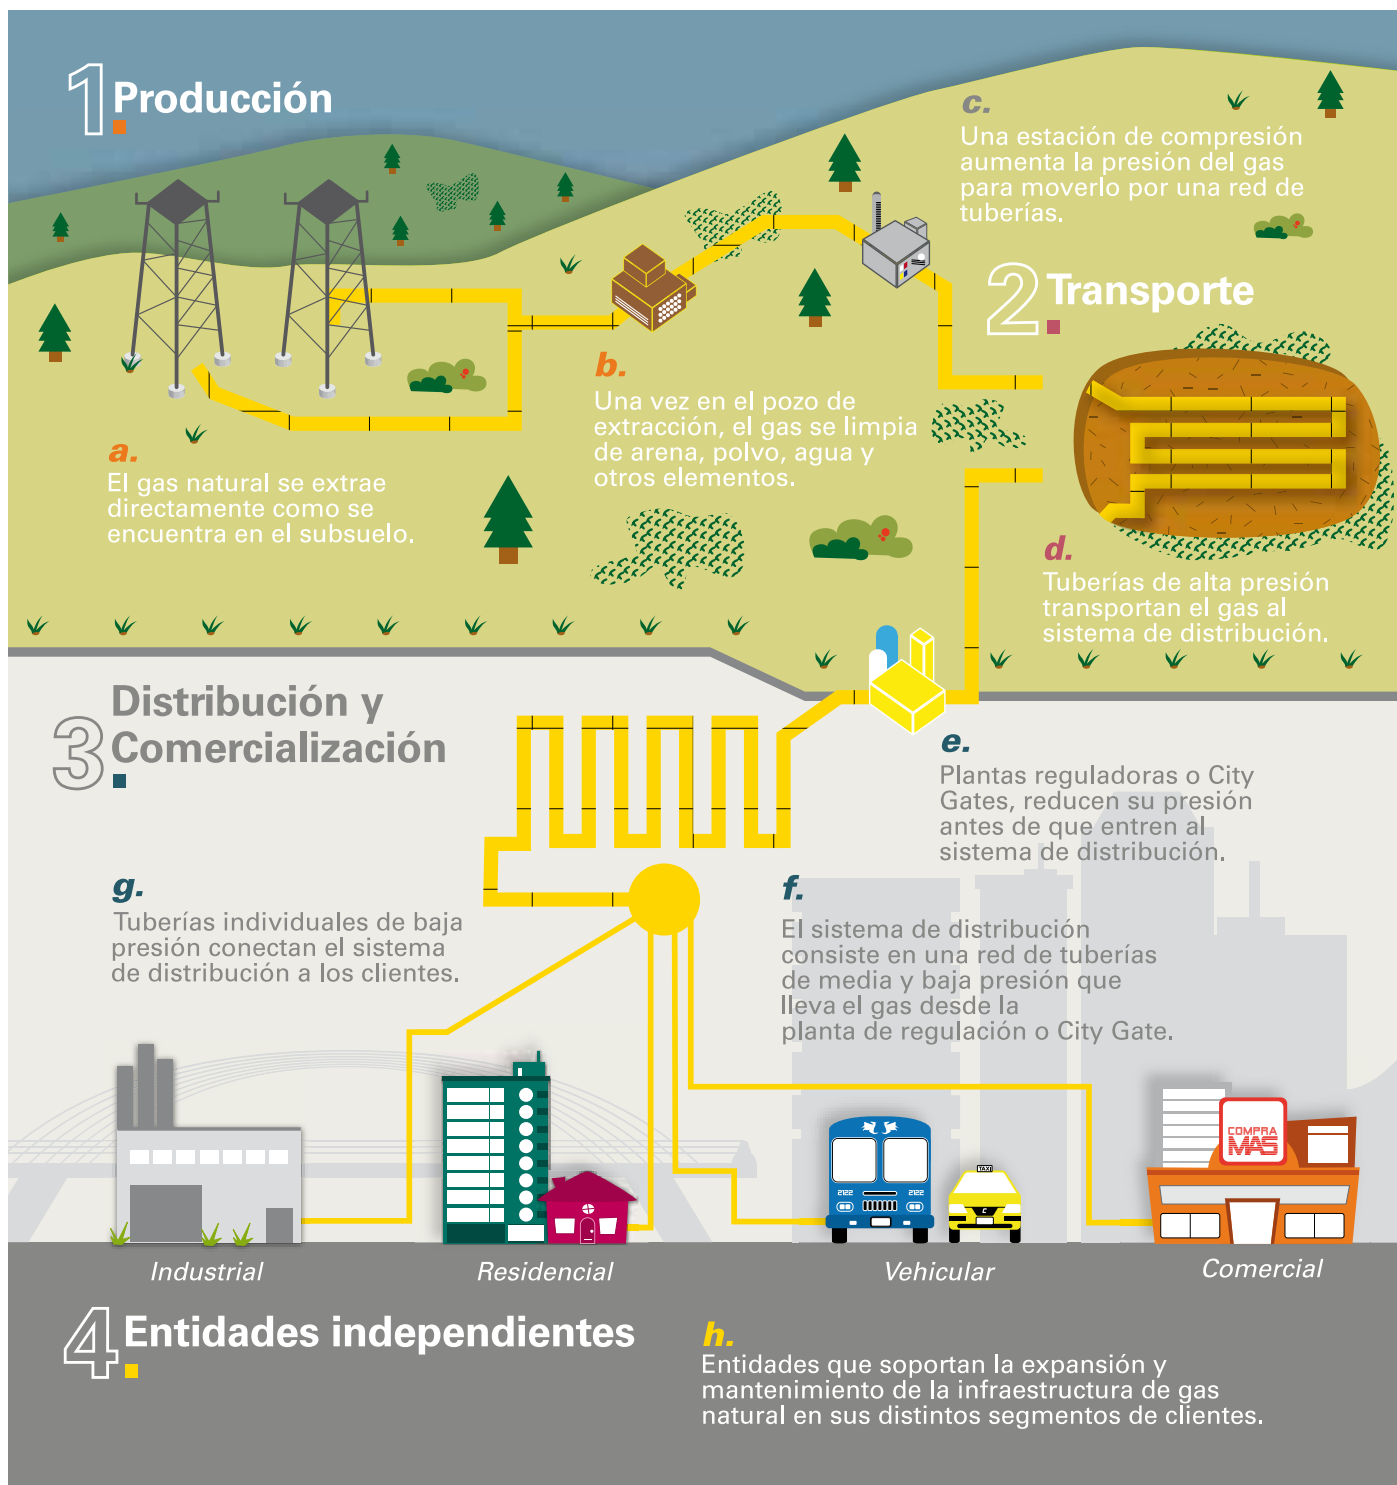 1 Producción
c.
Una estación de compresión
aumenta la presión del gas
para moverlo por una red de
tuberías.
2 Transporte
b.
Una vez en el pozo de
extracción, el gas se limpia
de arena, polvo, agua y
otros elementos.
a.
El gas natural se extrae
directamente como se
encuentra en el subsuelo.
d.
Tuberías de alta presión
transportan el gas al
sistema de distribución.
3 Distribución y
Comercialización
e.
Plantas reguladoras o City
Gates, reducen su presión
antes de que entren al
sistema de distribución.
g.
Tuberías individuales de baja
presión conectan el sistema
de distribución a los clientes.
f.
El sistema de distribución
consiste en una red de tuberías
de media y baja presión que
lleva el gas desde la
planta de regulación o City Gate.
COMPRA
MAS
TAXI
2122 2122
C
Industrial
Residencial
Vehicular
Comercial
4 Entidades independientes
h.
Entidades que soportan la expansión y
mantenimiento de la infraestructura de gas
natural en sus distintos segmentos de clientes.